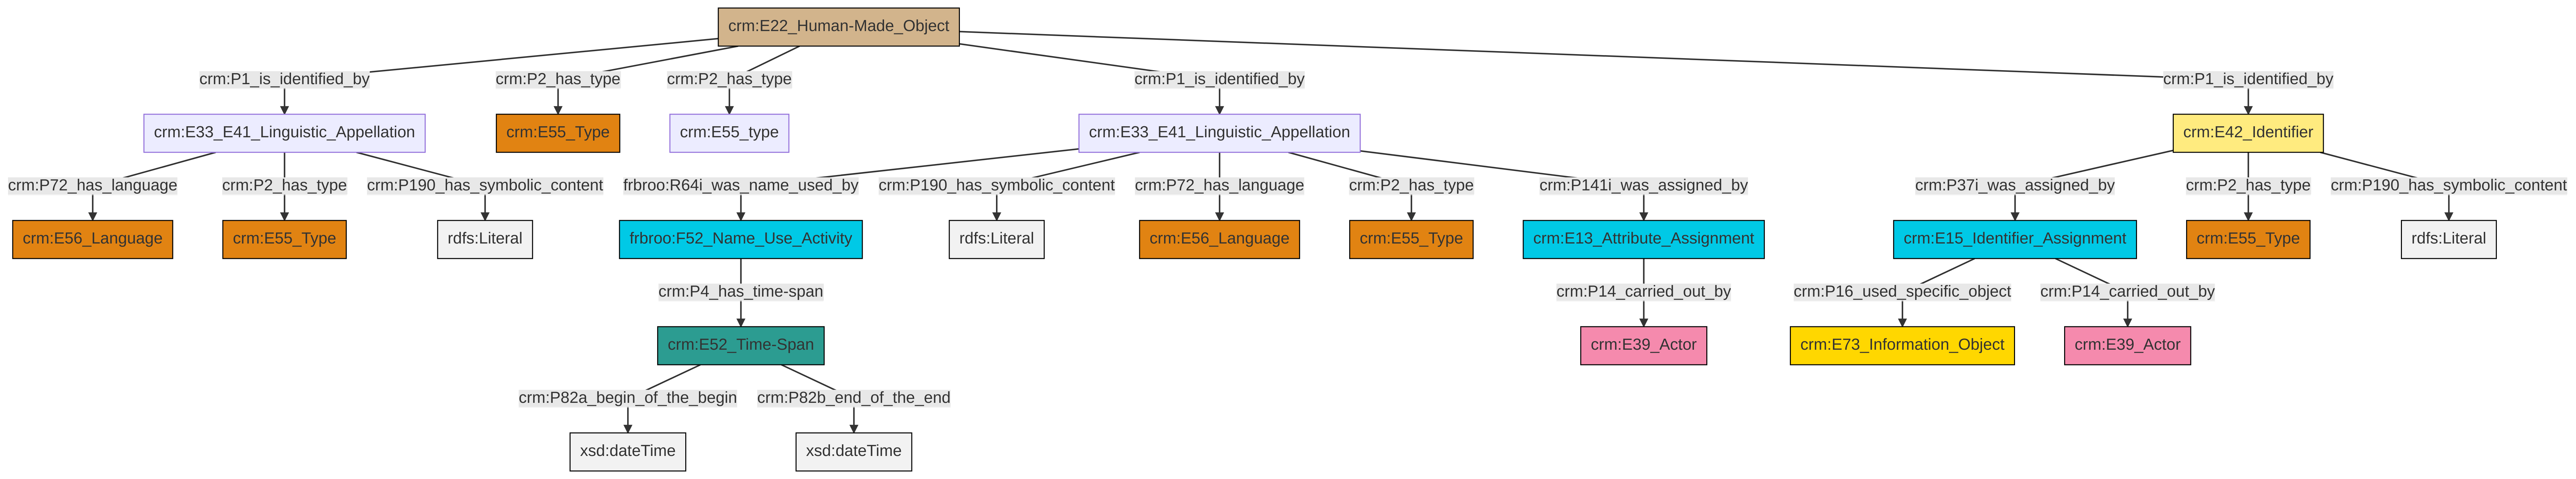 crm:E22_Human-Made_Object
crm:P1_is_identified_by
crm:P2_has_type
crm:P2_has_type
crm:P1_is_identified_by
crm:P1_is_identified_by
crm:E33_E41_Linguistic_Appellation
crm:E55_Type
crm:E55_type
crm:E33_E41_Linguistic_Appellation
crm:E42_Identifier
crm:P72_has_language
crm:P2_has_type
crm:P190_has_symbolic_content
frbroo:R64i_was_name_used_by
crm:P190_has_symbolic_content
crm:P72_has_language
crm:P2_has_type
crm:P141i_was_assigned_by
crm:P37i_was_assigned_by
crm:P2_has_type
crm:P190_has_symbolic_content
crm:E56_Language
crm:E55_Type
rdfs:Literal
frbroo:F52_Name_Use_Activity
rdfs:Literal
crm:E56_Language
crm:E55_Type
crm:E13_Attribute_Assignment
crm:E15_Identifier_Assignment
crm:E55_Type
rdfs:Literal
crm:P4_has_time-span
crm:P14_carried_out_by
crm:P16_used_specific_object
crm:P14_carried_out_by
crm:E52_Time-Span
crm:E39_Actor
crm:E73_Information_Object
crm:E39_Actor
crm:P82a_begin_of_the_begin
crm:P82b_end_of_the_end
xsd:dateTime
xsd:dateTime